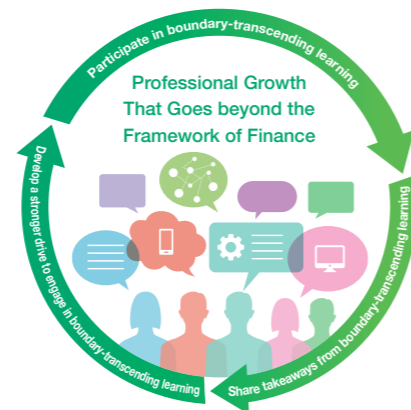 Participate in boundary-transcending learning
Professional Growth
That Goes beyond the
Framework of Finance
Share takeaways from boundary-transcending learning
Develop a stronger drive to engage in boundary-transcending learning